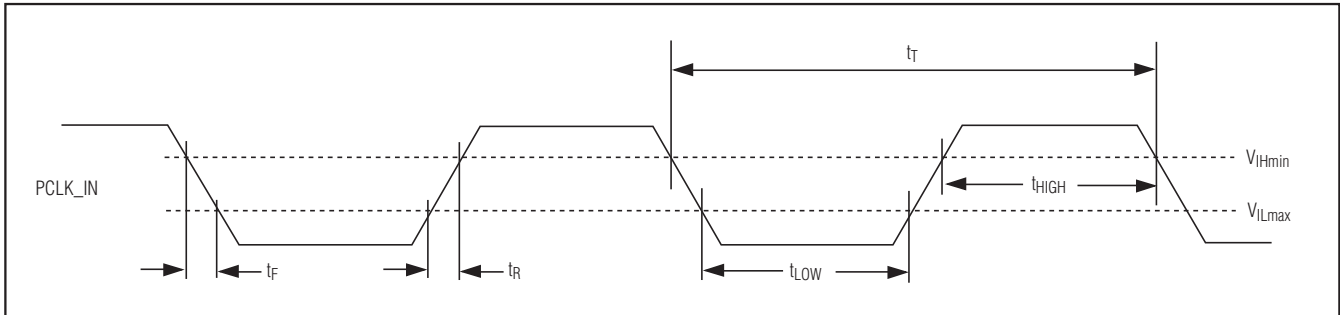 tT
VIHmin
PCLK_IN
tHIGH
VILmax
tF
tR
tLOW